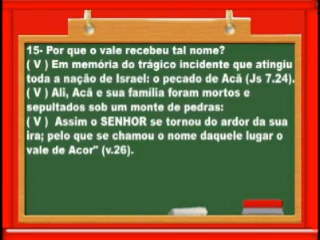 15- Por que o vale recebeu tal nome?
( V ) Em memória do trágico incidente que atingiu
toda a nação de Israel: o pecado de Acã (Js 7.24).
( V ) Ali, Acã e sua família foram mortos e
sepultados sob um monte de pedras:
( V )  Assim o SENHOR se tornou do ardor da sua
ira; pelo que se chamou o nome daquele lugar o
vale de Acor" (v.26).